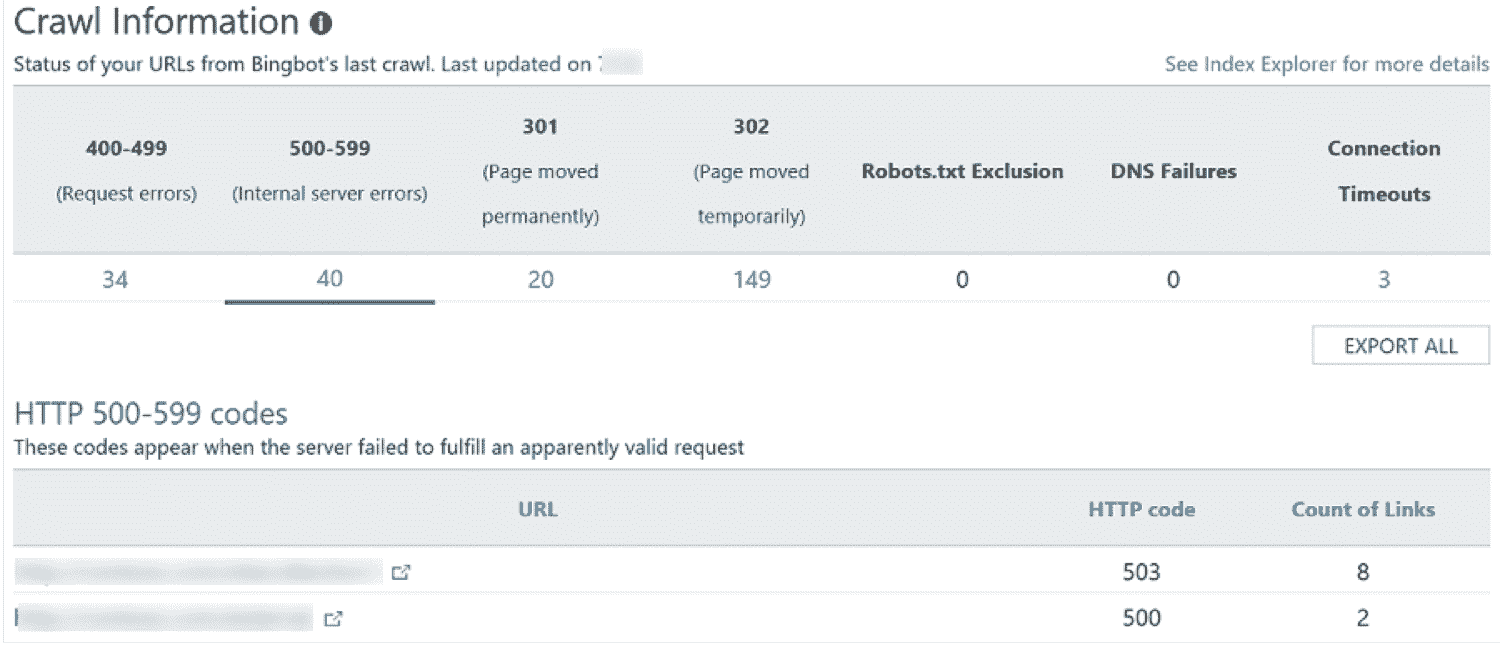 Crawl Information
Status of your URLs from Bingbot's last crawl. Last updated on
See Index Explorer for more details
400-499
(Request errors)
500-599
(Internal server errors)
301
(Page moved
permanently)
302
(Page moved
temporarily)
Robots.txt Exclusion
DNS Failures
Connection
Timeouts
34 40 20 149 0 0 3
EXPORT ALL
HTTP 500-599 codes
These codes appear when the server failed to fulfill an apparently valid request
URL HTTP code Count of Links
503 8
500 2